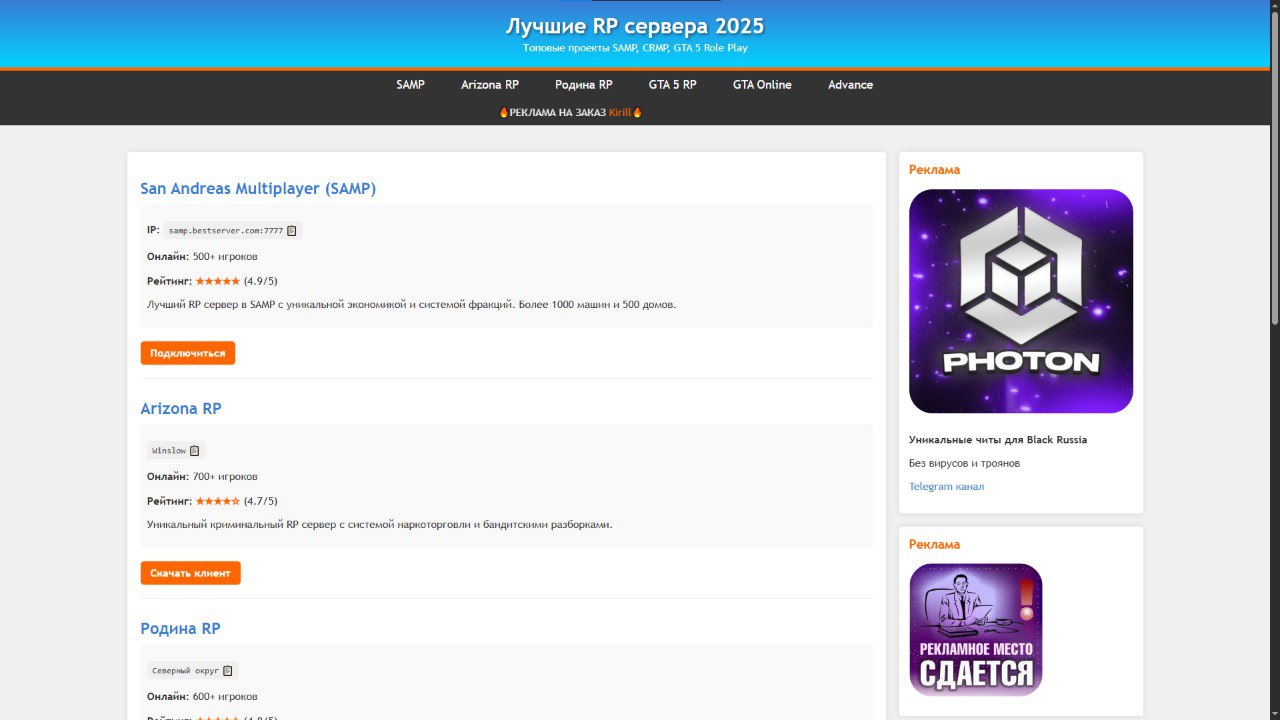 Лучшие RP сервера 2025
Топовые проекты SAMP, CRMP, GTA 5 Role Play
SAMP Arizona RP Родина RP GTA 5 RP GTA Online Advance
🔥РЕКЛАМА НА ЗАКАЗ Kirill🔥
San Andreas Multiplayer (SAMP)
IP: samp.bestserver.com:7777 📋
Онлайн: 500+ игроков
Рейтинг: ★★★★★ (4.9/5)
Лучший RP сервер в SAMP с уникальной экономикой и системой фракций. Более 1000 машин и 500 домов.
Подключиться
Arizona RP
Winslow 📋
Онлайн: 700+ игроков
Рейтинг: ★★★★☆ (4.7/5)
Уникальный криминальный RP сервер с системой наркоторговли и бандитскими разборками.
Скачать клиент
Родина RP
Северный округ 📋
Онлайн: 600+ игроков
Рейтинг: ★★★★★ (4.8/5)
Реклама
PHOTON
Уникальные читы для Black Russia
Без вирусов и троянов
Telegram канал
Реклама
РЕКЛАМНОЕ МЕСТО
СДАЕТСЯ